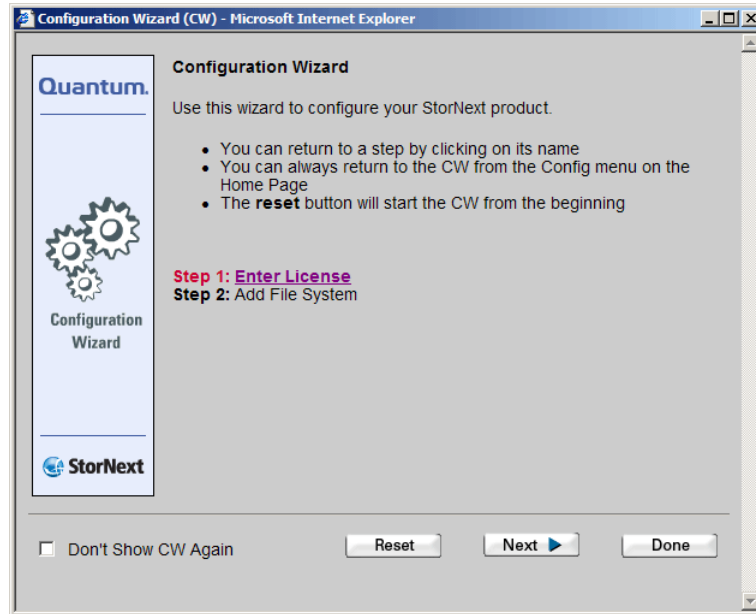 Configuration Wizard (CW) - Microsoft Internet Explorer
Quantum.
Configuration
Wizard
StorNext
Configuration Wizard
Use this wizard to configure your StorNext product.
• You can return to a step by clicking on its name
• You can always return to the CW from the Config menu on the
Home Page
• The reset button will start the CW from the beginning
Step 1: Enter License
Step 2: Add File System
Don't Show CW Again
Reset
Next
Done